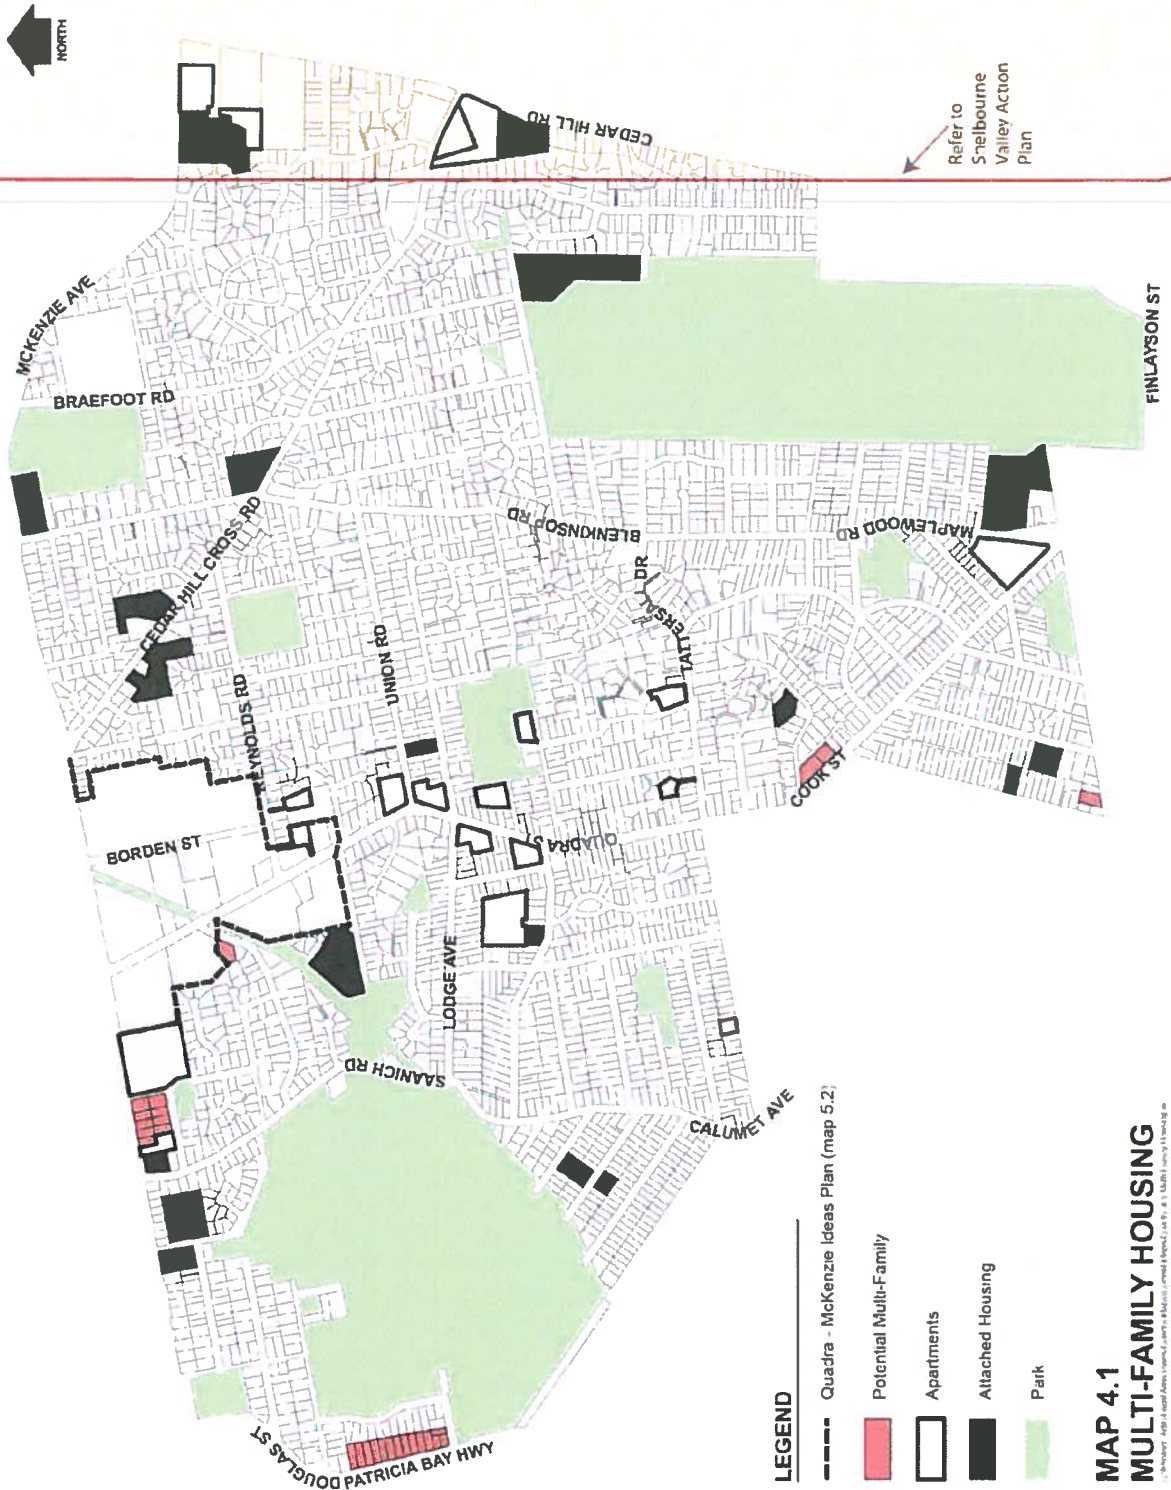 NORTH
MCKENZIE AVE
BRAEFOOT RD
CEDAR HILL RD
Refer to
Shelbourne
Valley Action
Plan
CEDAR HILL CROSS RD
BLENKINSOP RD
MAPLEWOOD RD
FINLAYSON ST
UNION RD
REYNOLDS RD
TATTERSALL DR
BORDEN ST
QUADRA S
COOK ST
LODGE AVE
SAANICH RD
CALUMET AVE
DOUGLAS ST
PATRICIA BAY HWY
LEGEND
Quadra - McKenzie Ideas Plan (map 5.2)
Potential Multi-Family
Apartments
Attached Housing
Park
MAP 4.1
MULTI-FAMILY HOUSING